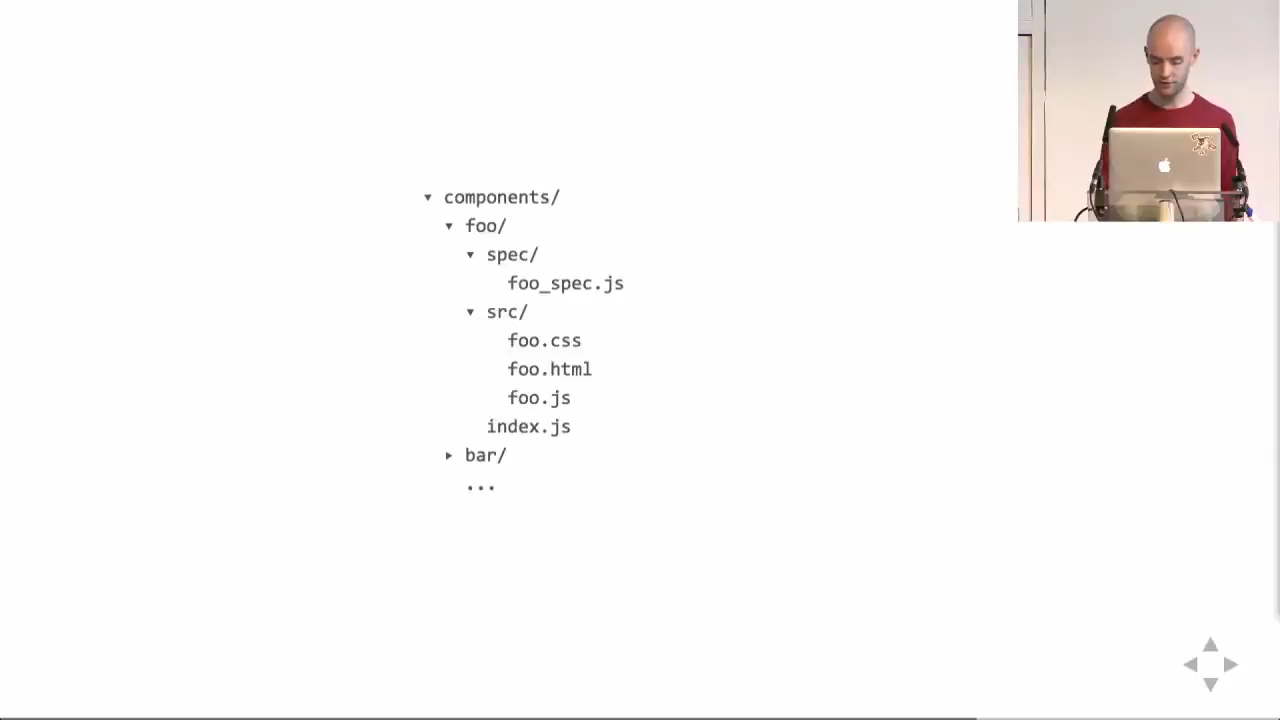 components/
foo/
spec/
foo_spec.js
src/
foo.css
foo.html
foo.js
index.js
bar/
...